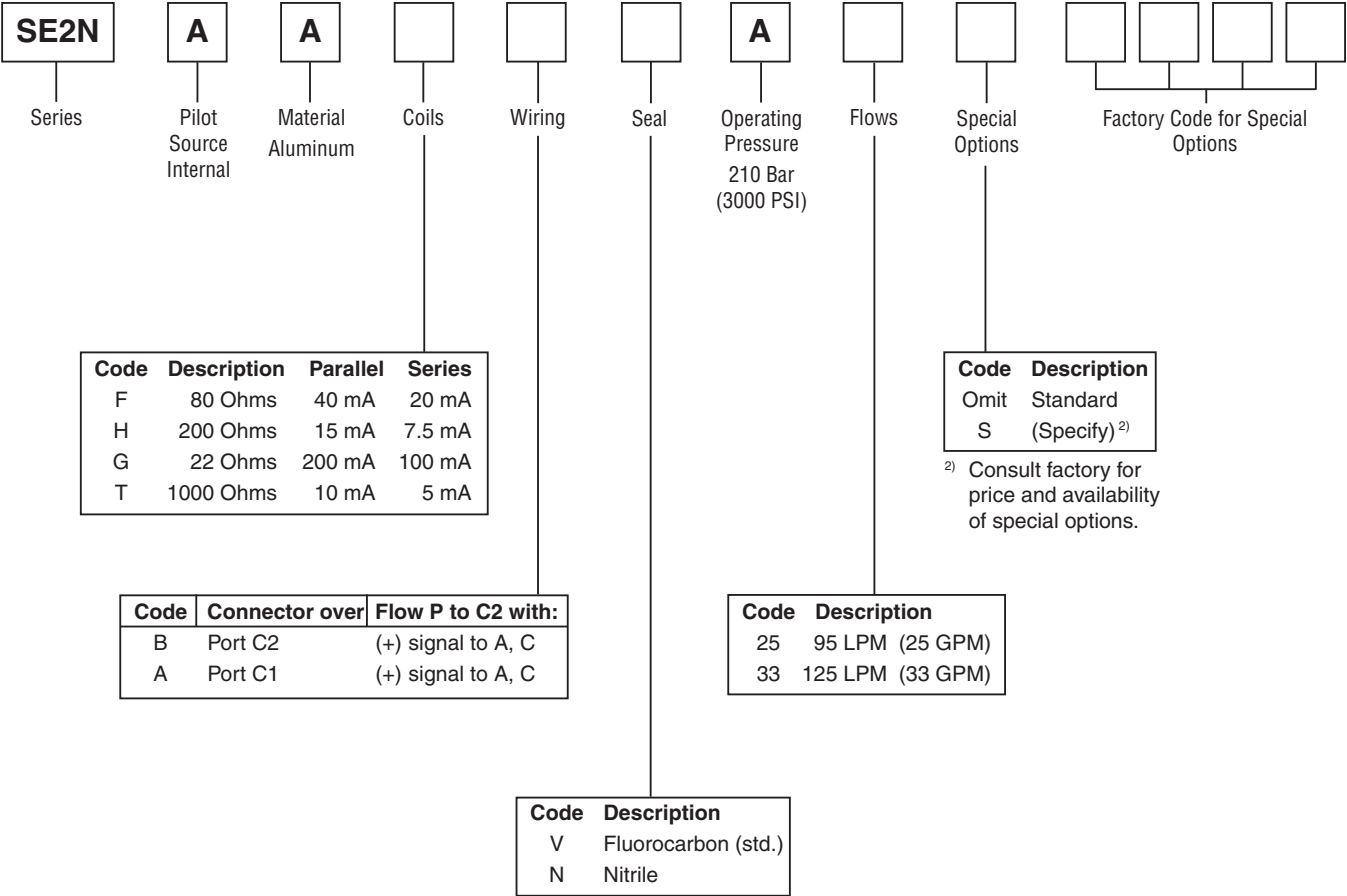 SE2N A A A
Series
Pilot
Source
Internal
Material
Aluminum
Coils
Wiring
Seal
Operating
Pressure
210 Bar
(3000 PSI)
Flows
Special
Options
Factory Code for Special
Options
Code Description Parallel Series
F 80 Ohms 40 mA 20 mA
H 200 Ohms 15 mA 7.5 mA
G 22 Ohms 200 mA 100 mA
T 1000 Ohms 10 mA 5 mA
Code Description
Omit Standard
S (Specify) 2)
2) Consult factory for
price and availability
of special options.
Code Connector over Flow P to C2 with:
B Port C2 (+) signal to A, C
A Port C1 (+) signal to A, C
Code Description
25 95 LPM (25 GPM)
33 125 LPM (33 GPM)
Code Description
V Fluorocarbon (std.)
N Nitrile